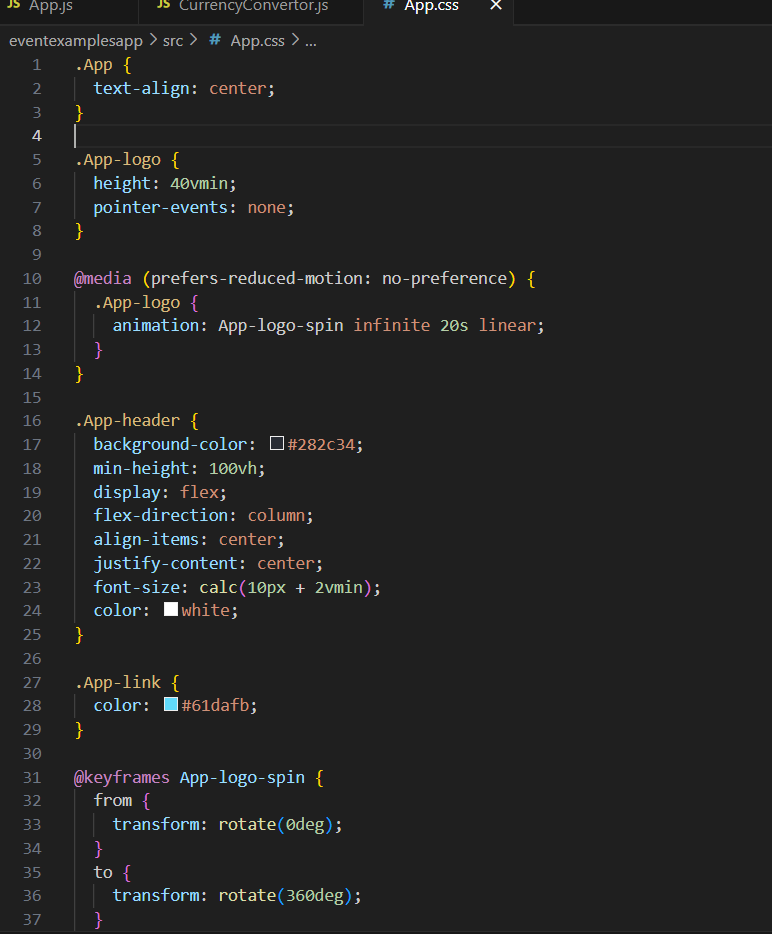 JS App.js JS CurrencyConvertor.js # App.css ×
eventexamplesapp > src > # App.css > ...
1 .App {
2 text-align: center;
3 }
4
5 .App-logo {
6 height: 40vmin;
7 pointer-events: none;
8 }
9
10 @media (prefers-reduced-motion: no-preference) {
11 .App-logo {
12 animation: App-logo-spin infinite 20s linear;
13 }
14 }
15
16 .App-header {
17 background-color: #282c34;
18 min-height: 100vh;
19 display: flex;
20 flex-direction: column;
21 align-items: center;
22 justify-content: center;
23 font-size: calc(10px + 2vmin);
24 color: white;
25 }
26
27 .App-link {
28 color: #61dafb;
29 }
30
31 @keyframes App-logo-spin {
32 from {
33 transform: rotate(0deg);
34 }
35 to {
36 transform: rotate(360deg);
37 }